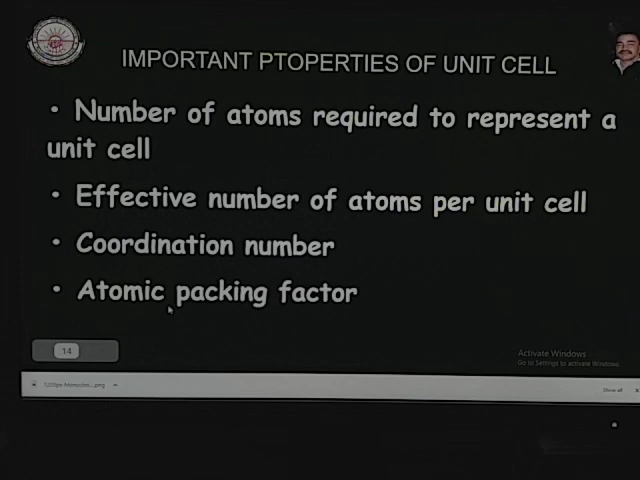 IMPORTANT PTOPERTIES OF UNIT CELL
• Number of atoms required to represent a
unit cell
• Effective number of atoms per unit cell
• Coordination number
• Atomic packing factor
14
Activate Windows
Go to Settings to activate Windows.
Show all